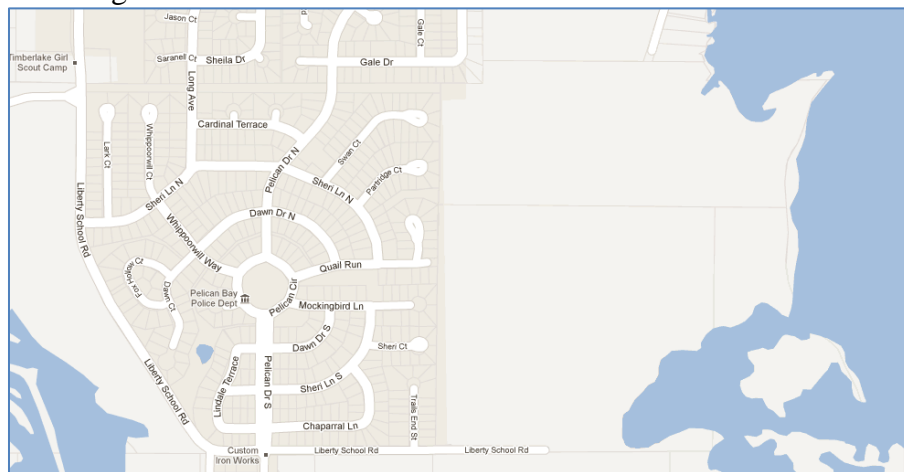 Jason Ct
Timberlake Girl
Scout Camp
Saranell Ct
Sheila Dr
Long Ave
Gale Ct
Gale Dr
Cardinal Terrace
Lark Ct
Whippoorwill Ct
Pelican Dr N
Swan Ct
Partridge Ct
Sheri Ln N
Sheri Ln N
Liberty School Rd
Dawn Dr N
Whippoorwill Way
Quail Run
Fox Hollow Ct
Dawn Ct
Pelican Bay
Police Dept
Pelican Cir
Mockingbird Ln
Dawn Dr S
Sheri Ct
Liberty School Rd
Lindale Terrace
Pelican Dr S
Sheri Ln S
Trails End St
Chaparral Ln
Custom
Iron Works
Liberty School Rd
Liberty School Rd